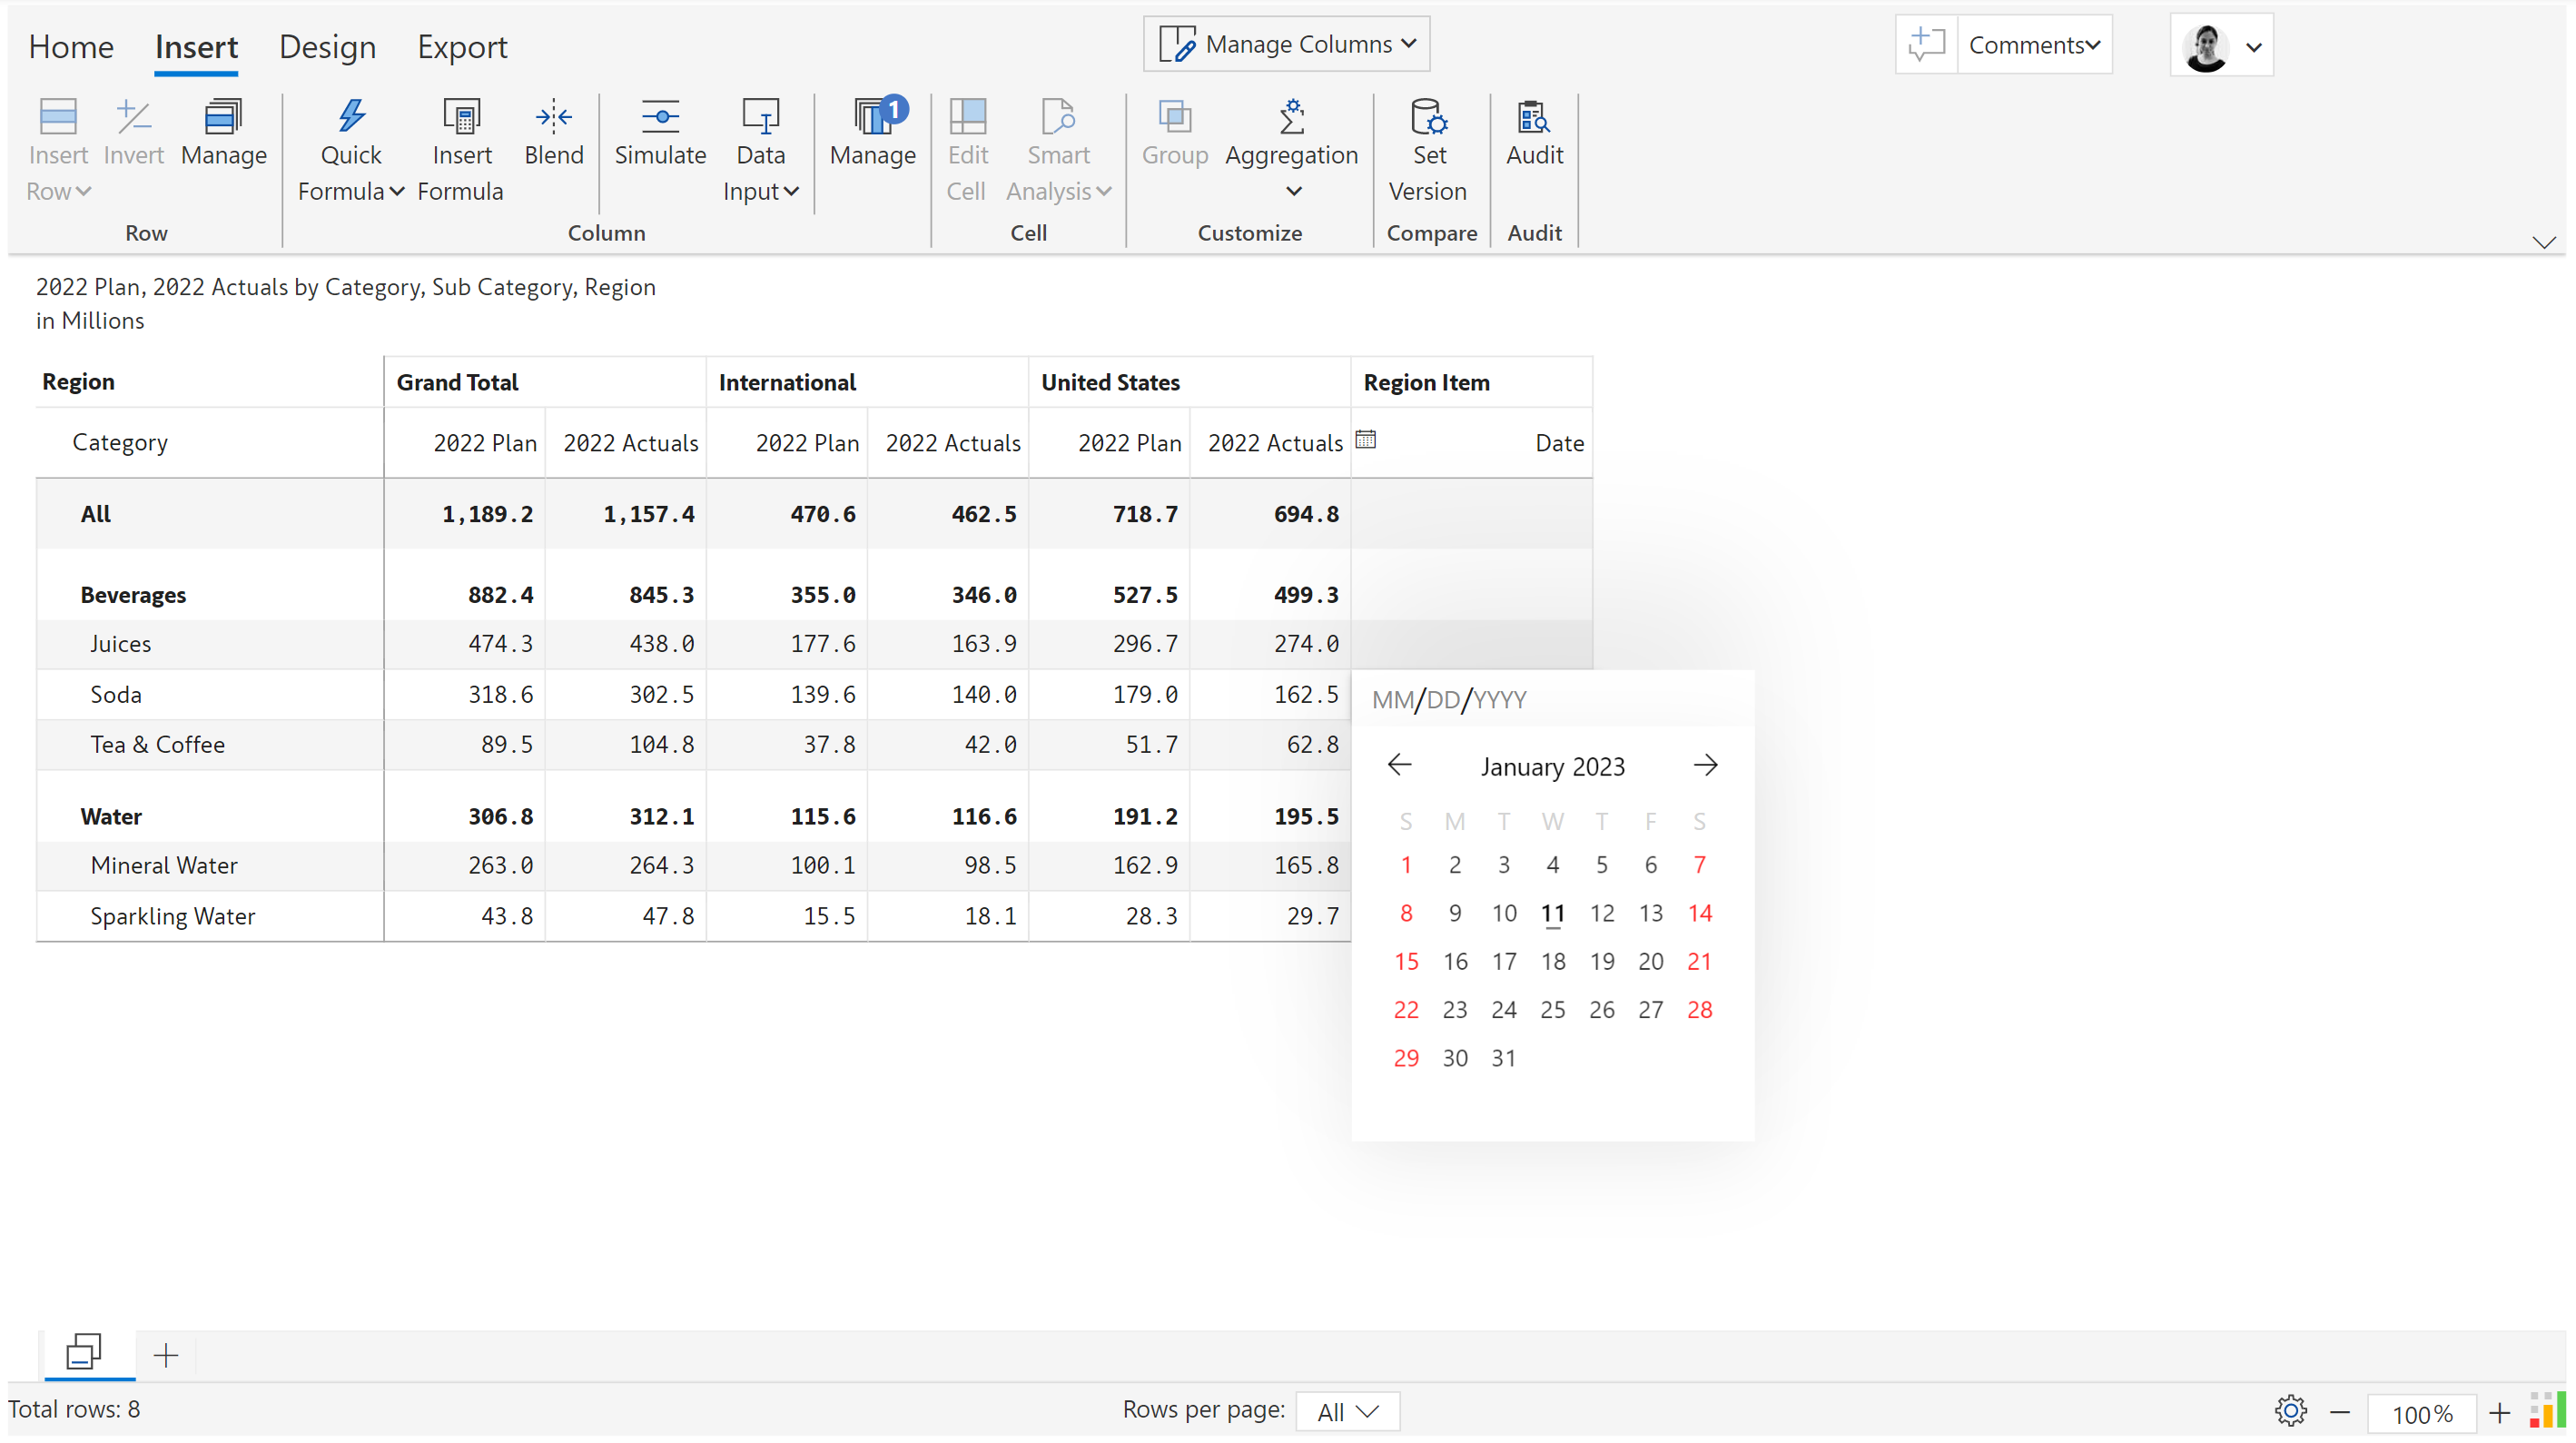 Home Insert Design Export Manage Columns Comments
Insert Invert Manage Quick Insert Blend Simulate Data Manage 1 Edit Smart Group Aggregation Set Audit
Row Formula Formula Input Cell Analysis Version
Row Column Cell Customize Compare Audit
2022 Plan, 2022 Actuals by Category, Sub Category, Region
in Millions
Region Grand Total International United States Region Item
Category 2022 Plan 2022 Actuals 2022 Plan 2022 Actuals 2022 Plan 2022 Actuals Date
All 1,189.2 1,157.4 470.6 462.5 718.7 694.8
Beverages 882.4 845.3 355.0 346.0 527.5 499.3
Juices 474.3 438.0 177.6 163.9 296.7 274.0
Soda 318.6 302.5 139.6 140.0 179.0 162.5
Tea & Coffee 89.5 104.8 37.8 42.0 51.7 62.8
Water 306.8 312.1 115.6 116.6 191.2 195.5
Mineral Water 263.0 264.3 100.1 98.5 162.9 165.8
Sparkling Water 43.8 47.8 15.5 18.1 28.3 29.7
MM/DD/YYYY
January 2023
S M T W T F S
1 2 3 4 5 6 7
8 9 10 11 12 13 14
15 16 17 18 19 20 21
22 23 24 25 26 27 28
29 30 31
Total rows: 8 Rows per page: All 100%